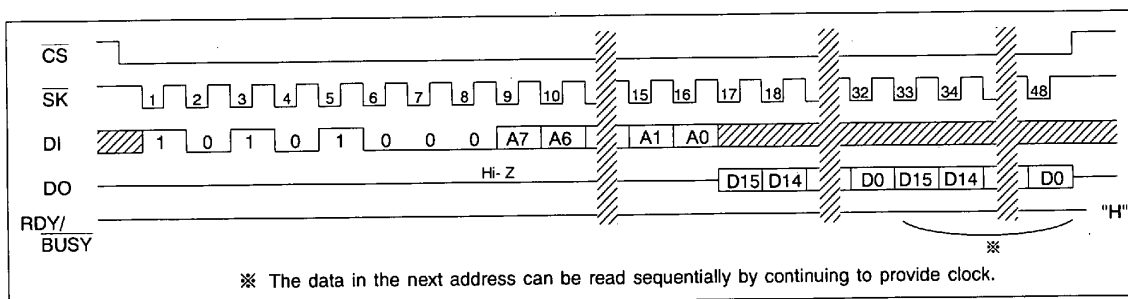 CS
SK 1 2 3 4 5 6 7 8 9 10 15 16 17 18 32 33 34 48
DI 1 0 1 0 1 0 0 0 A7 A6 A1 A0
Hi-Z
DO D15 D14 D0 D15 D14 D0
RDY/
BUSY
"H"
※
※ The data in the next address can be read sequentially by continuing to provide clock.